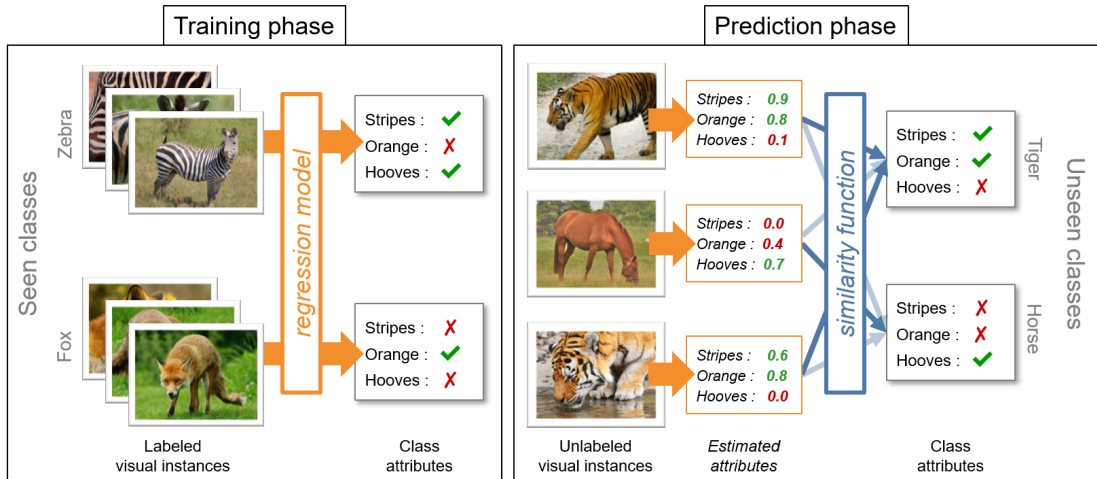 Training phase
Prediction phase
Seen classes
Zebra
Fox
regression model
Stripes : ✔
Orange : ✗
Hooves : ✔
Stripes : ✗
Orange : ✔
Hooves : ✗
Labeled
visual instances
Class
attributes
Stripes : 0.9
Orange : 0.8
Hooves : 0.1
Stripes : 0.0
Orange : 0.4
Hooves : 0.7
Stripes : 0.6
Orange : 0.8
Hooves : 0.0
similarity function
Stripes : ✔
Orange : ✔
Hooves : ✗
Stripes : ✗
Orange : ✗
Hooves : ✔
Tiger
Horse
Unseen classes
Unlabeled
visual instances
Estimated
attributes
Class
attributes